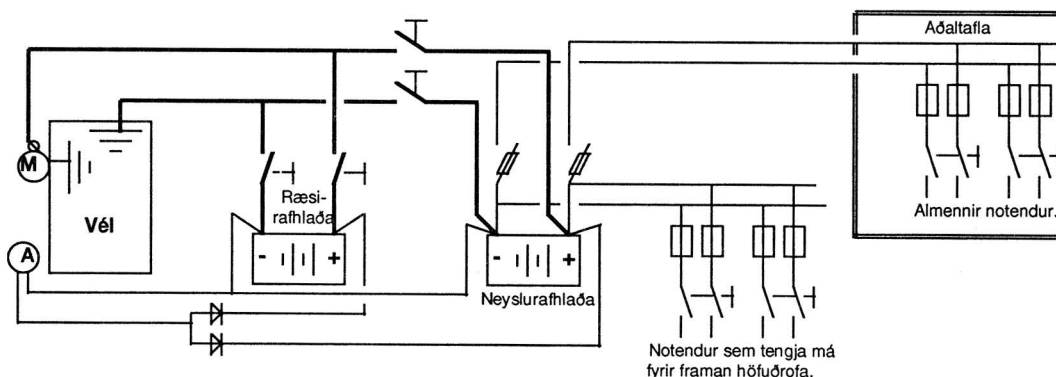 Aðaltafla
M
Vél
A
Ræsi-
rafhlaða
- +
- +
Neyslurafhlaða
Almennir notendur.
Notendur sem tengja má
fyrir framan höfuðrofa.